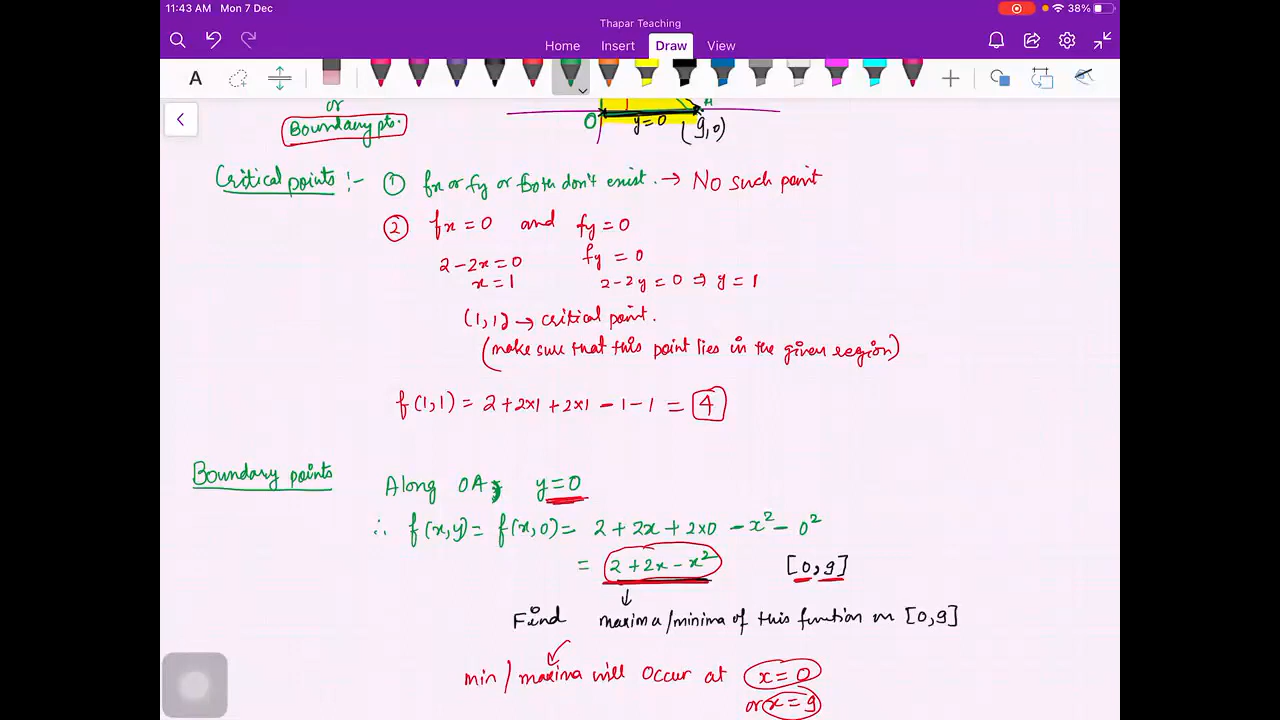 11:43 AM Mon 7 Dec
38%
Thapar Teaching
Home Insert Draw View
A
or
Boundary pts.
O y=0 (9,0) A
Critical points :- ① fx or fy or Both don't exist. → No such point
② fx = 0 and fy = 0
2-2x=0 fy = 0
x=1 2-2y=0 ⇒ y=1
(1,1) → critical point.
(make sure that this point lies in the given region)
f(1,1) = 2+2×1+2×1-1-1 = 4
Boundary points Along OA, y=0
∴ f(x,y) = f(x,0) = 2+2x+2×0-x²-0²
= 2+2x-x² [0,9]
↓
Find maxima/minima of this function on [0,9]
min/maxima will occur at x=0
or x=9